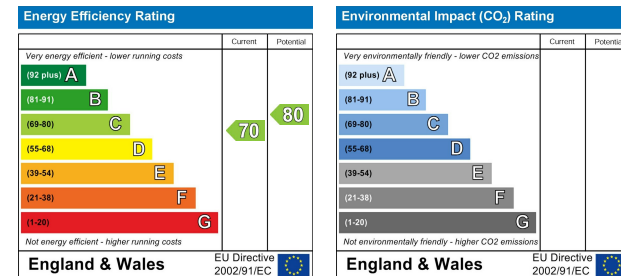 Energy Efficiency Rating
Current Potential
Very energy efficient - lower running costs
(92 plus) A
(81-91) B
(69-80) C
(55-68) D
(39-54) E
(21-38) F
(1-20) G
70
80
Not energy efficient - higher running costs
England & Wales
EU Directive
2002/91/EC
Environmental Impact (CO₂) Rating
Current Potentia
Very environmentally friendly - lower CO2 emissions
(92 plus) A
(81-91) B
(69-80) C
(55-68) D
(39-54) E
(21-38) F
(1-20) G
Not environmentally friendly - higher CO2 emissions
England & Wales
EU Directive
2002/91/EC